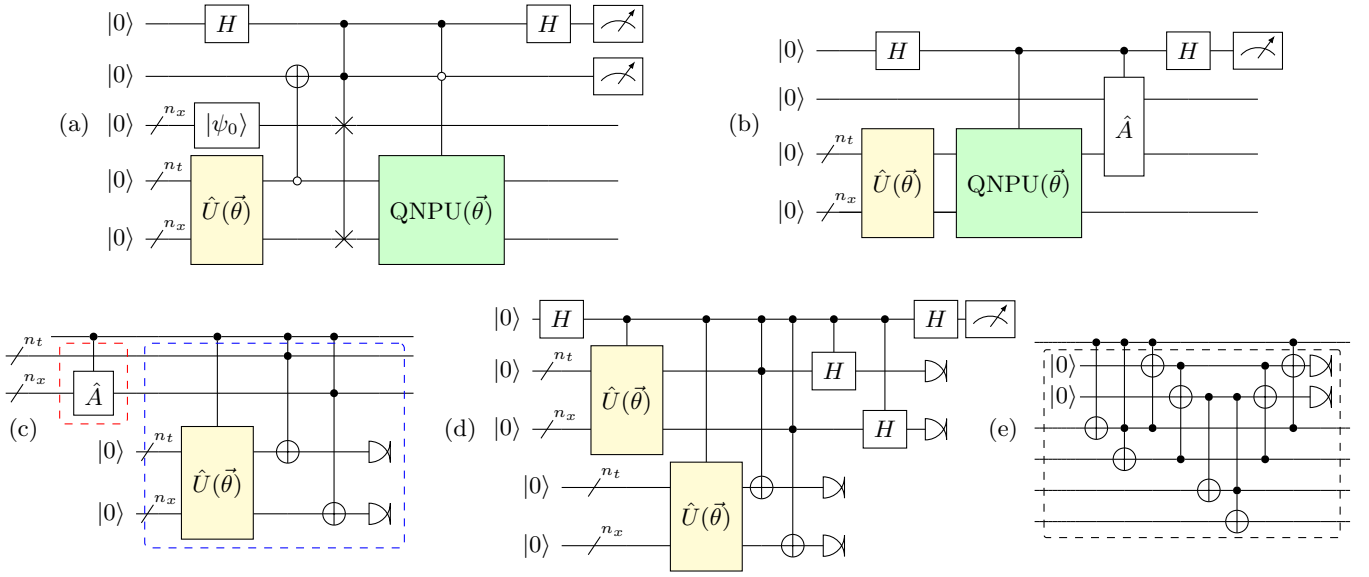 (a)
|0⟩ H H
|0⟩
|0⟩ n_x |ψ_0⟩
|0⟩ n_t Û(θ⃗) QNPU(θ⃗)
|0⟩ n_x
(b)
|0⟩ H H
|0⟩ Â
|0⟩ n_t Û(θ⃗) QNPU(θ⃗)
|0⟩ n_x
(c)
n_t
n_x Â
|0⟩ n_t Û(θ⃗)
|0⟩ n_x
(d)
|0⟩ H H
|0⟩ n_t Û(θ⃗) H
|0⟩ n_x H
|0⟩ n_t Û(θ⃗)
|0⟩ n_x
(e)
|0⟩
|0⟩